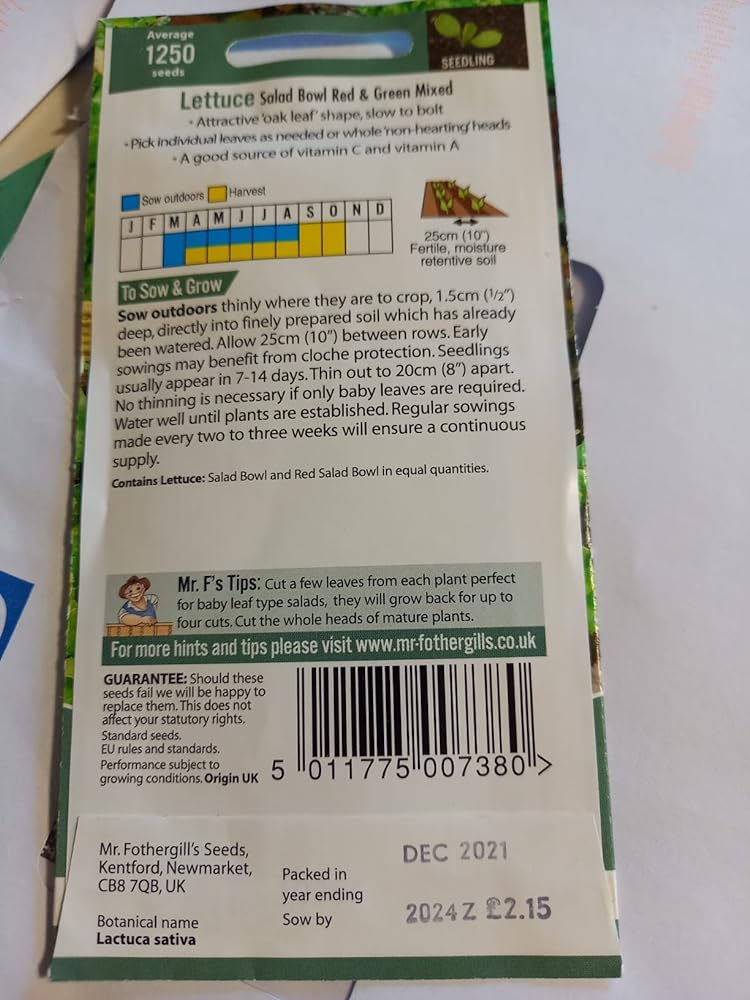 Average
1250
seeds
SEEDLING
Lettuce Salad Bowl Red & Green Mixed
• Attractive 'oak leaf' shape, slow to bolt
• Pick individual leaves as needed or whole 'non-hearting' heads
• A good source of vitamin C and vitamin A
Sow outdoors Harvest
J F M A M J J A S O N D
25cm (10")
Fertile, moisture
retentive soil
To Sow & Grow
Sow outdoors thinly where they are to crop, 1.5cm (1/2")
deep, directly into finely prepared soil which has already
been watered. Allow 25cm (10") between rows. Early
sowings may benefit from cloche protection. Seedlings
usually appear in 7-14 days. Thin out to 20cm (8") apart.
No thinning is necessary if only baby leaves are required.
Water well until plants are established. Regular sowings
made every two to three weeks will ensure a continuous
supply.
Contains Lettuce: Salad Bowl and Red Salad Bowl in equal quantities.
Mr. F's Tips: Cut a few leaves from each plant perfect
for baby leaf type salads, they will grow back for up to
four cuts. Cut the whole heads of mature plants.
For more hints and tips please visit www.mr-fothergills.co.uk
GUARANTEE: Should these
seeds fail we will be happy to
replace them. This does not
affect your statutory rights.
Standard seeds.
EU rules and standards.
Performance subject to
growing conditions. Origin UK
5 011775 007380 >
Mr. Fothergill's Seeds,
Kentford, Newmarket,
CB8 7QB, UK
Botanical name
Lactuca sativa
Packed in
year ending
DEC 2021
Sow by
2024 Z £2.15